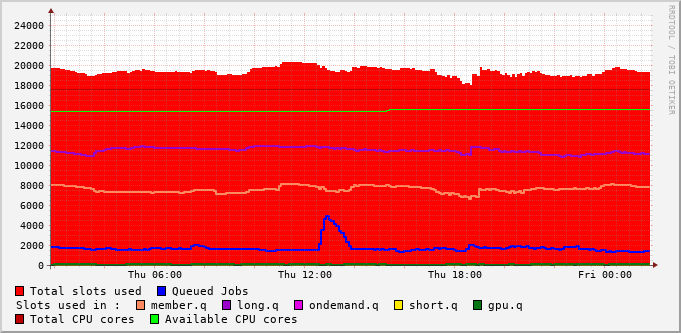 24000
22000
20000
18000
16000
14000
12000
10000
8000
6000
4000
2000
0
Thu 06:00 Thu 12:00 Thu 18:00 Fri 00:00
RRDTOOL / TOBI OETIKER
Total slots used Queued Jobs
Slots used in : member.q long.q ondemand.q short.q gpu.q
Total CPU cores Available CPU cores